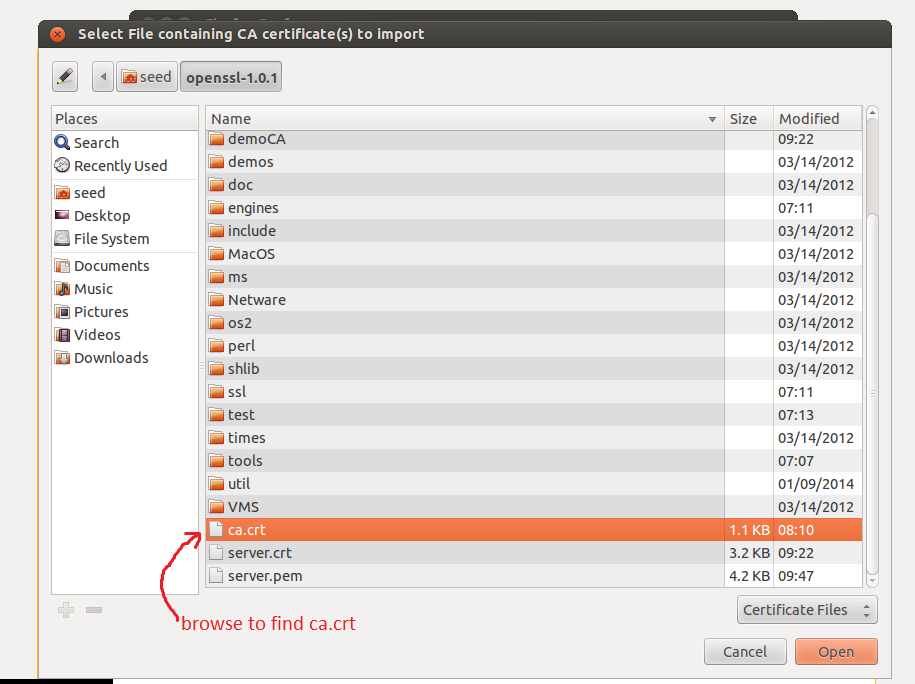 Select File containing CA certificate(s) to import
seed openssl-1.0.1
Places
Search
Recently Used
seed
Desktop
File System
Documents
Music
Pictures
Videos
Downloads
Name Size Modified
demoCA 09:22
demos 03/14/2012
doc 03/14/2012
engines 07:11
include 03/14/2012
MacOS 03/14/2012
ms 03/14/2012
Netware 03/14/2012
os2 03/14/2012
perl 03/14/2012
shlib 03/14/2012
ssl 07:11
test 07:13
times 03/14/2012
tools 07:07
util 01/09/2014
VMS 03/14/2012
ca.crt 1.1 KB 08:10
server.crt 3.2 KB 09:22
server.pem 4.2 KB 09:47
browse to find ca.crt
Certificate Files
Cancel Open